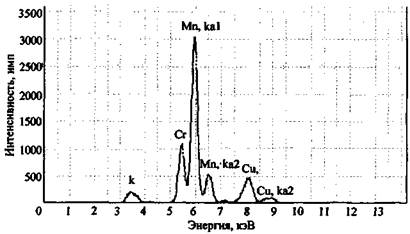 Интенсивность, имп
3500
3000
2500
2000
1500
1000
500
0
Mn, ka1
Cr
Mn, ka2
k
Cu,
Cu, ka2
0 1 2 3 4 5 6 7 8 9 10 11 12 13
Энергия, кэВ